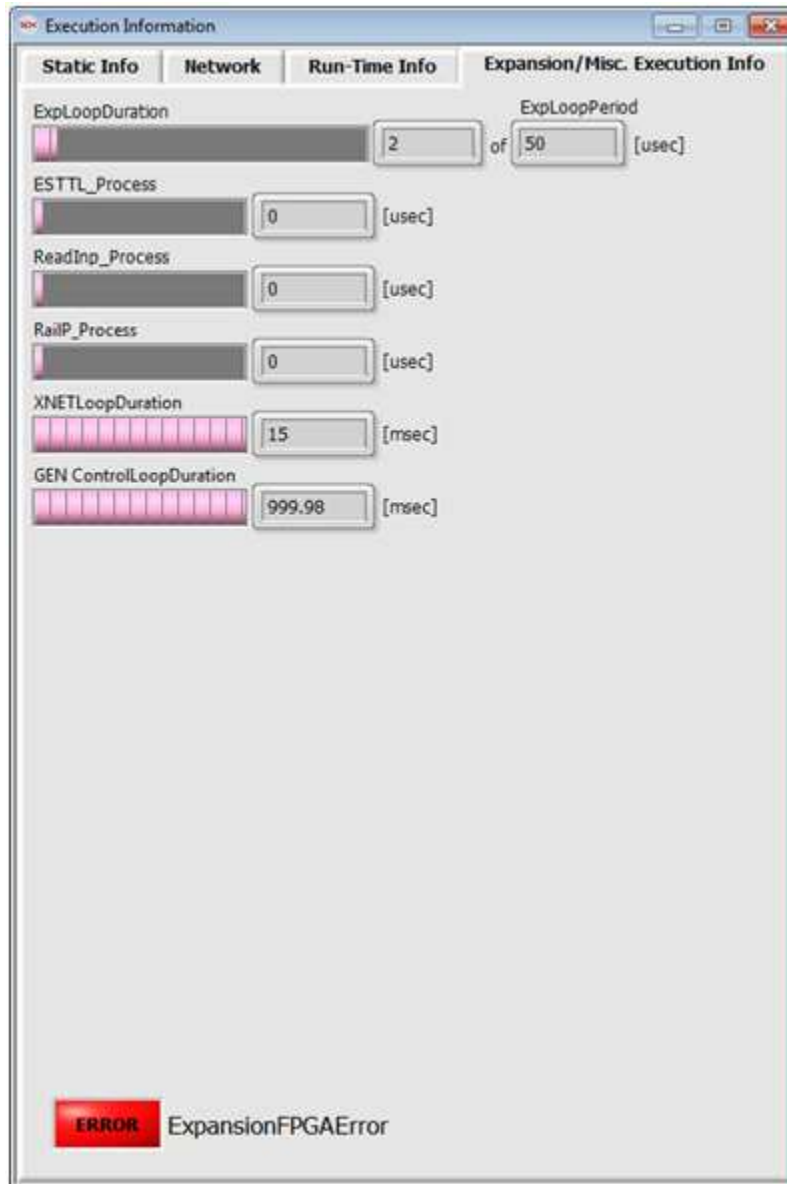 Execution Information
Static Info Network Run-Time Info Expansion/Misc. Execution Info
ExpLoopDuration ExpLoopPeriod
2 of 50 [usec]
ESTTL_Process
0 [usec]
ReadInp_Process
0 [usec]
RailP_Process
0 [usec]
XNETLoopDuration
15 [msec]
GEN ControlLoopDuration
999.98 [msec]
ERROR ExpansionFPGAError